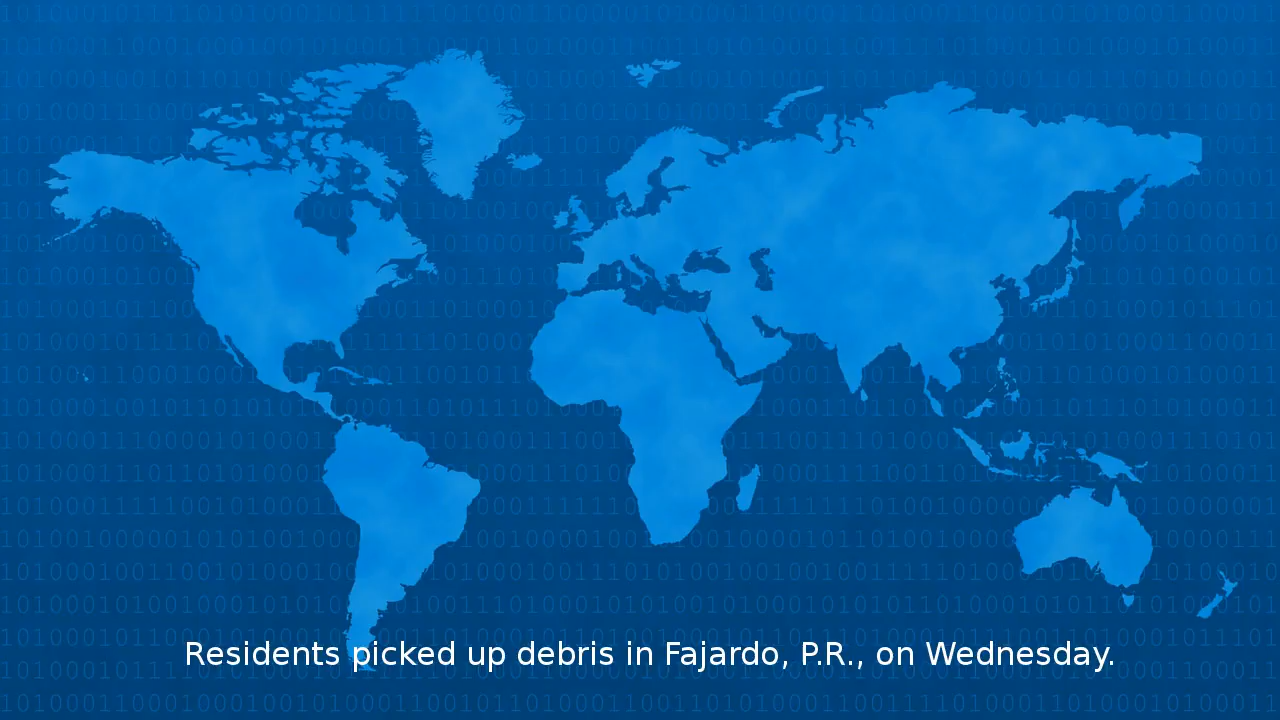 Residents picked up debris in Fajardo, P.R., on Wednesday.